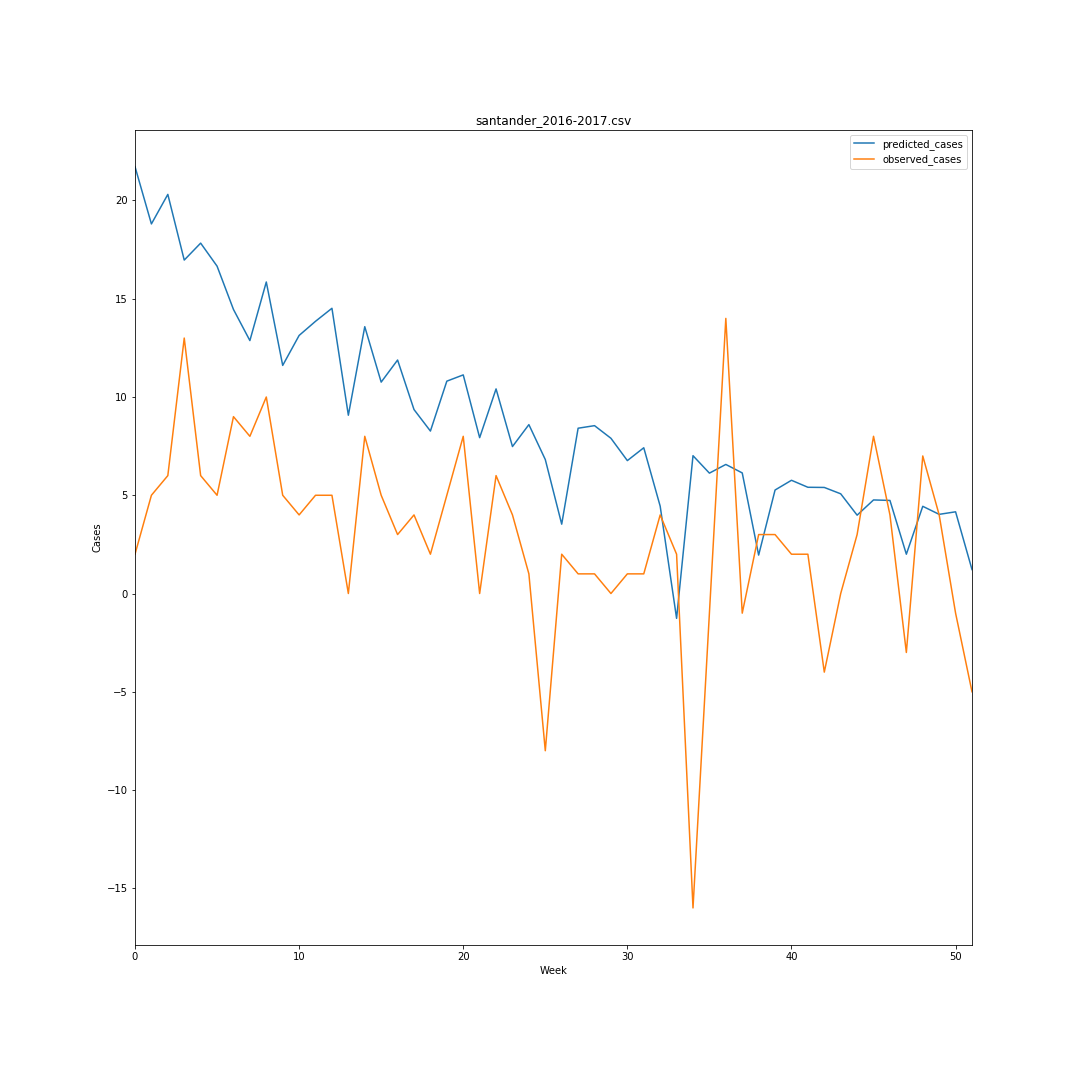 santander_2016-2017.csv
predicted_cases
observed_cases
20
15
10
5
0
−5
−10
−15
Cases
0 10 20 30 40 50
Week